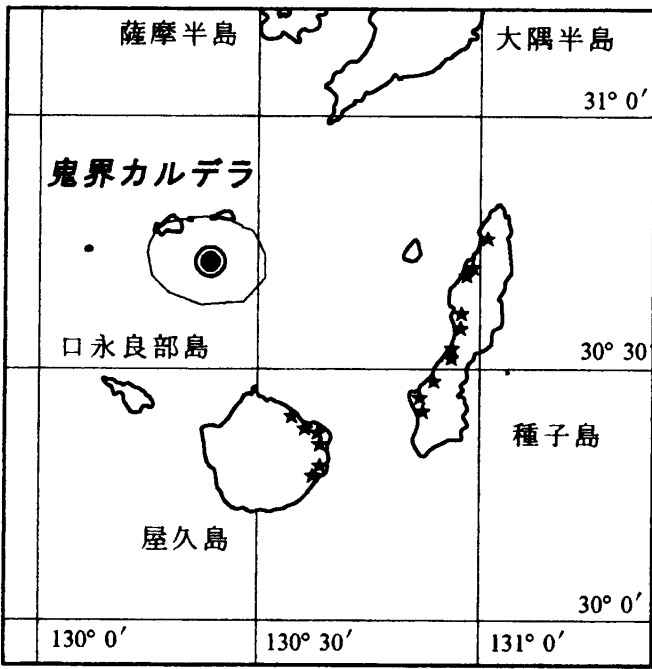 薩摩半島
大隅半島
31° 0′
鬼界カルデラ
口永良部島
30° 30′
種子島
屋久島
30° 0′
130° 0′
130° 30′
131° 0′